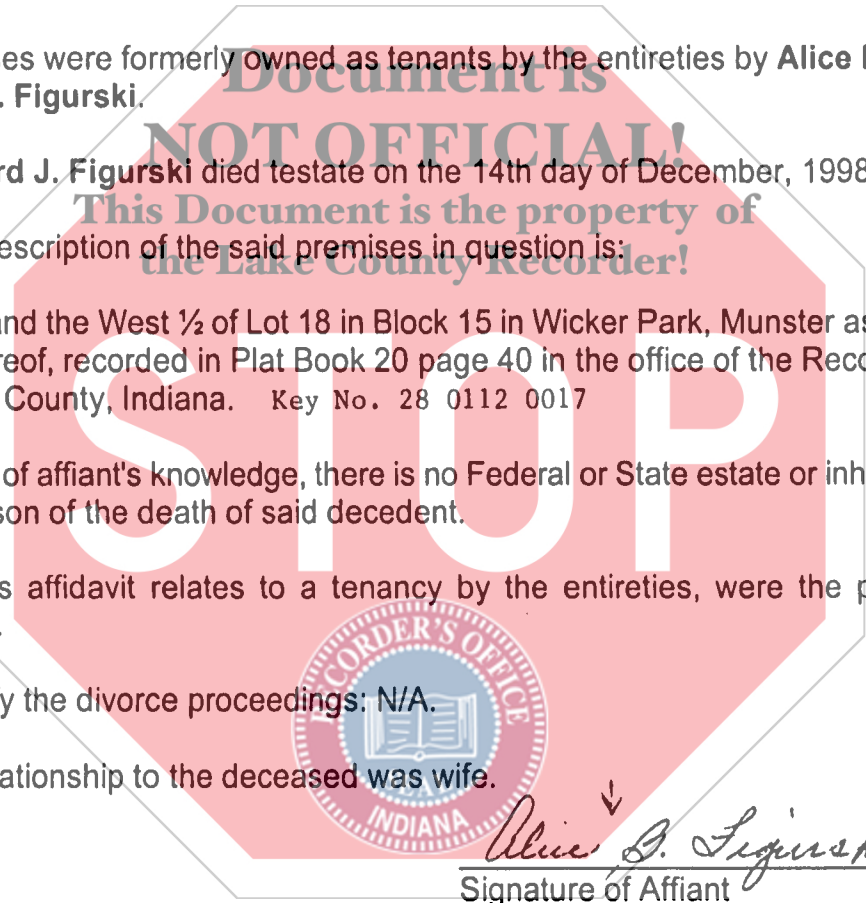 es were formerly owned as tenants by the entireties by Alice
. Figurski.
Document is
NOT OFFICIAL!
rd J. Figurski died testate on the 14th day of December, 1998
This Document is the property of
escription of the said premises in question is:
the Lake County Recorder!
and the West ½ of Lot 18 in Block 15 in Wicker Park, Munster as
reof, recorded in Plat Book 20 page 40 in the office of the Reco
County, Indiana. Key No. 28 0112 0017
STOP
of affiant's knowledge, there is no Federal or State estate or inh
son of the death of said decedent.
s affidavit relates to a tenancy by the entireties, were the p
RECORDER'S OFFICE
y the divorce proceedings: N/A.
ationship to the deceased was wife.
INDIANA
Alice B. Figursk
Signature of Affiant